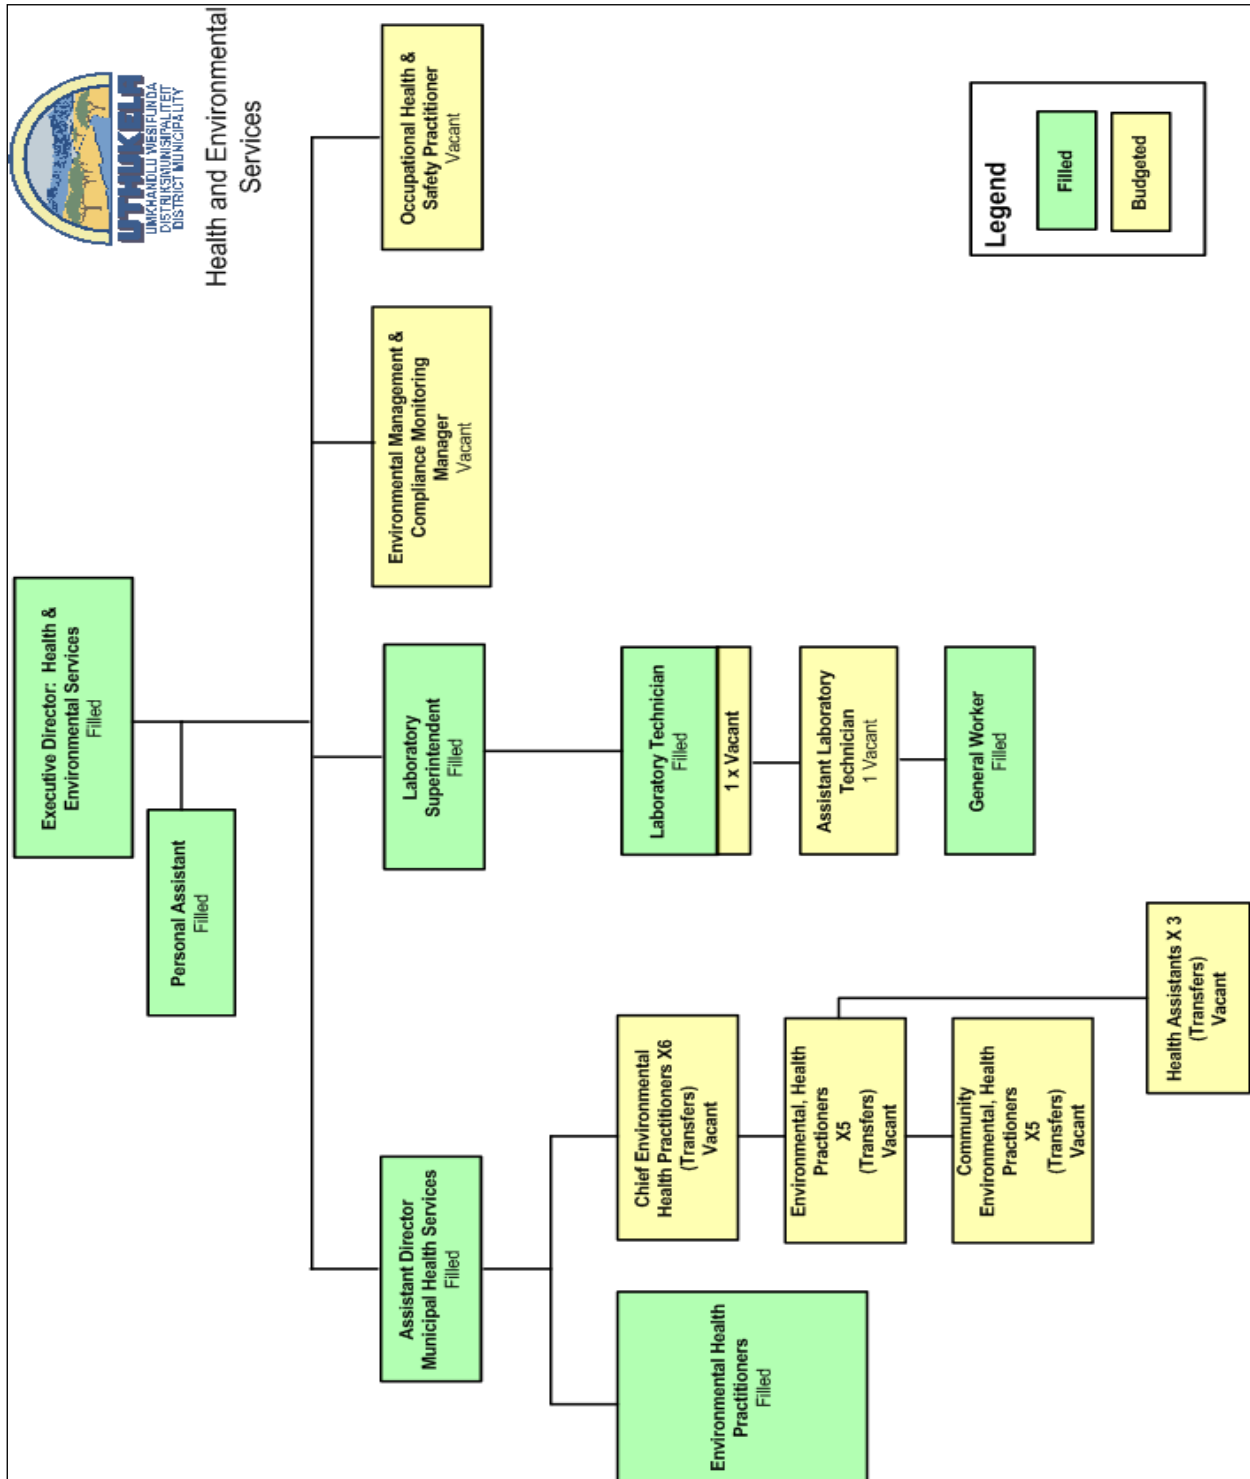 UTHUKELA
UMKHANDLU WESIFUNDA
DISTRIKSMUNISIPALITEIT
DISTRICT MUNICIPALITY
Health and Environmental
Services
Executive Director:  Health &
Environmental Services
Filled
Personal Assistant
Filled
Assistant Director
Municipal Health Services
Filled
Laboratory
Superintendent
Filled
Environmental Management &
Compliance Monitoring
Manager
Vacant
Occupational Health &
Safety Practitioner
Vacant
Environmental Health
Practitioners
Filled
Chief Environmental
Health Practitioners X6
(Transfers)
Vacant
Environmental, Health
Practioners
X5
(Transfers)
Vacant
Community
Environmental, Health
Practioners
X5
(Transfers)
Vacant
Health Assistants X 3
(Transfers)
Vacant
Laboratory Technician
Filled
1 x Vacant
Assistant Laboratory
Technician
1 Vacant
General Worker
Filled
Legend
Filled
Budgeted